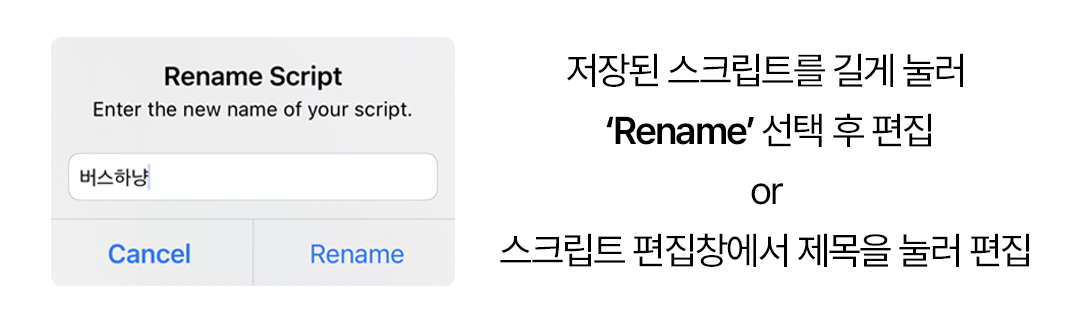 Rename Script
Enter the new name of your script.
버스하냥
Cancel
Rename
저장된 스크립트를 길게 눌러
‘Rename’ 선택 후 편집
or
스크립트 편집창에서 제목을 눌러 편집